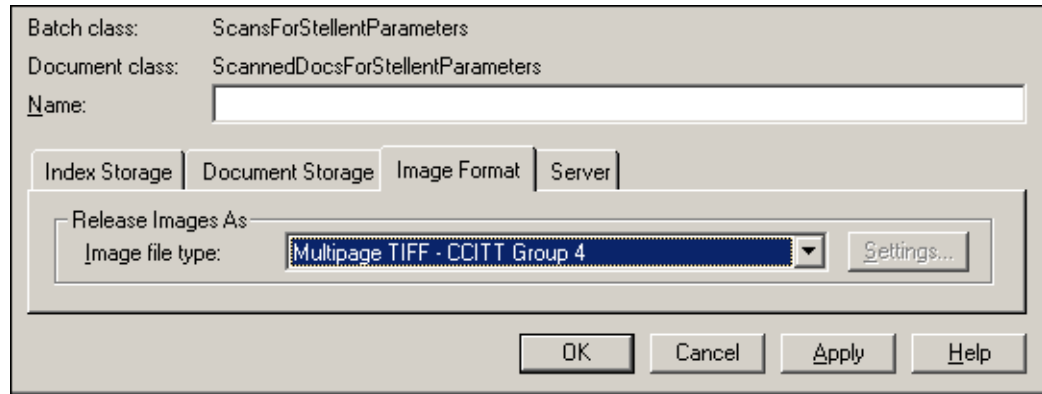 Batch class: ScansForStellentParameters
Document class: ScannedDocsForStellentParameters
Name:
Index Storage Document Storage Image Format Server
Release Images As
Image file type: Multipage TIFF - CCITT Group 4 Settings...
OK Cancel Apply Help